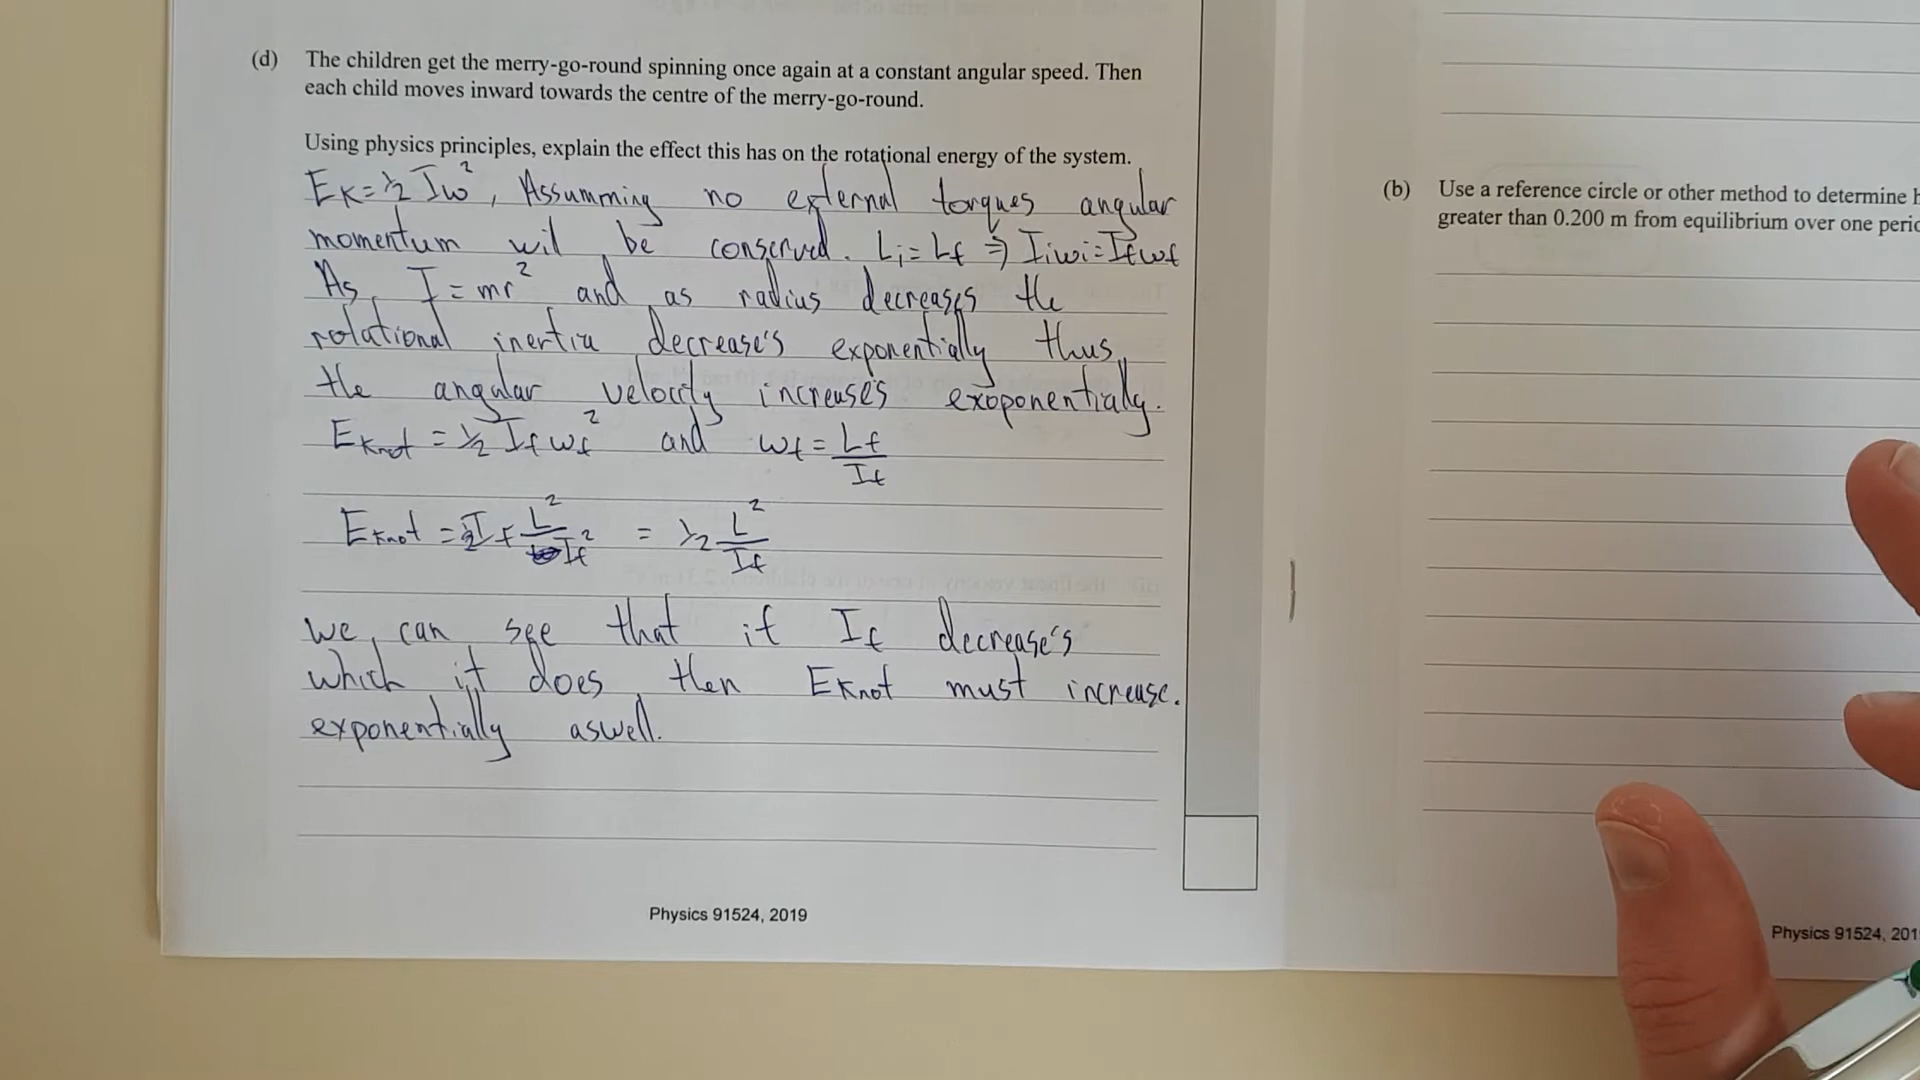 (d) The children get the merry-go-round spinning once again at a constant angular speed. Then
each child moves inward towards the centre of the merry-go-round.
Using physics principles, explain the effect this has on the rotational energy of the system.
EK=½Iω², Assumming no external torques angular
momentum wil be conserved. Li=Lf ⇒ Iiωi=Ifωf
As, I=mr² and as radius decreases the
rotational inertia decrease's exponentially thus,
the angular velocity increuse's exoponentialy.
EKrot = ½ If ωf² and ωf = Lf/If
EKrot = ½ If L²/If² = ½ L²/If
we, can see that if If decrease's
which it does, then EKrot must increase.
exponentially aswell.
Physics 91524, 2019
(b) Use a reference circle or other method to determine h
greater than 0.200 m from equilibrium over one perio
Physics 91524, 201